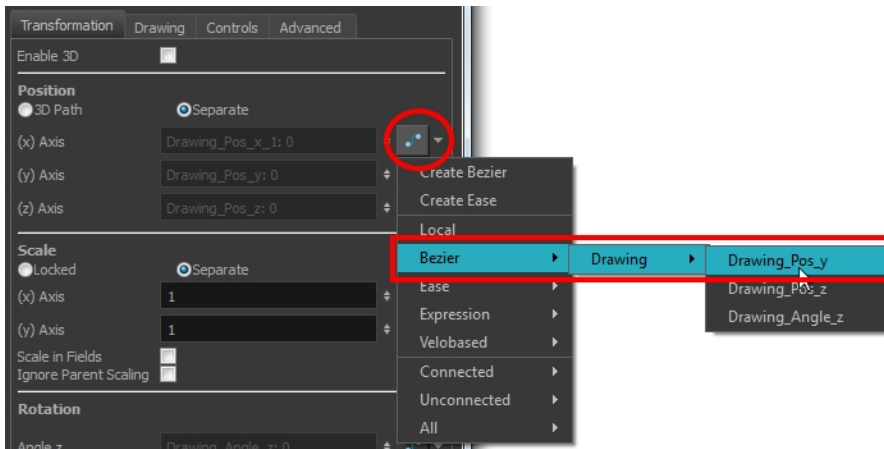 Transformation Drawing Controls Advanced
Enable 3D
Position
3D Path Separate
(x) Axis Drawing_Pos_x_1: 0
(y) Axis Drawing_Pos_y: 0
(z) Axis Drawing_Pos_z: 0
Scale
Locked Separate
(x) Axis 1
(y) Axis 1
Scale in Fields
Ignore Parent Scaling
Rotation
Angle z Drawing_Angle_z: 0
Create Bezier
Create Ease
Local
Bezier
Ease
Expression
Velobased
Connected
Unconnected
All
Drawing
Drawing_Pos_y
Drawing_Pos_z
Drawing_Angle_z